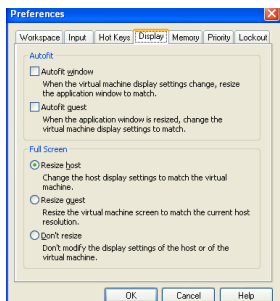 Preferences
Workspace Input Hot Keys Display Memory Priority Lockout
Autofit
Autofit window
When the virtual machine display settings change, resize
the application window to match.
Autofit guest
When the application window is resized, change the
virtual machine display settings to match.
Full Screen
Resize host
Change the host display settings to match the virtual
machine.
Resize guest
Resize the virtual machine screen to match the current host
resolution.
Don't resize
Don't modify the display settings of the host or of the
virtual machine.
OK Cancel Help